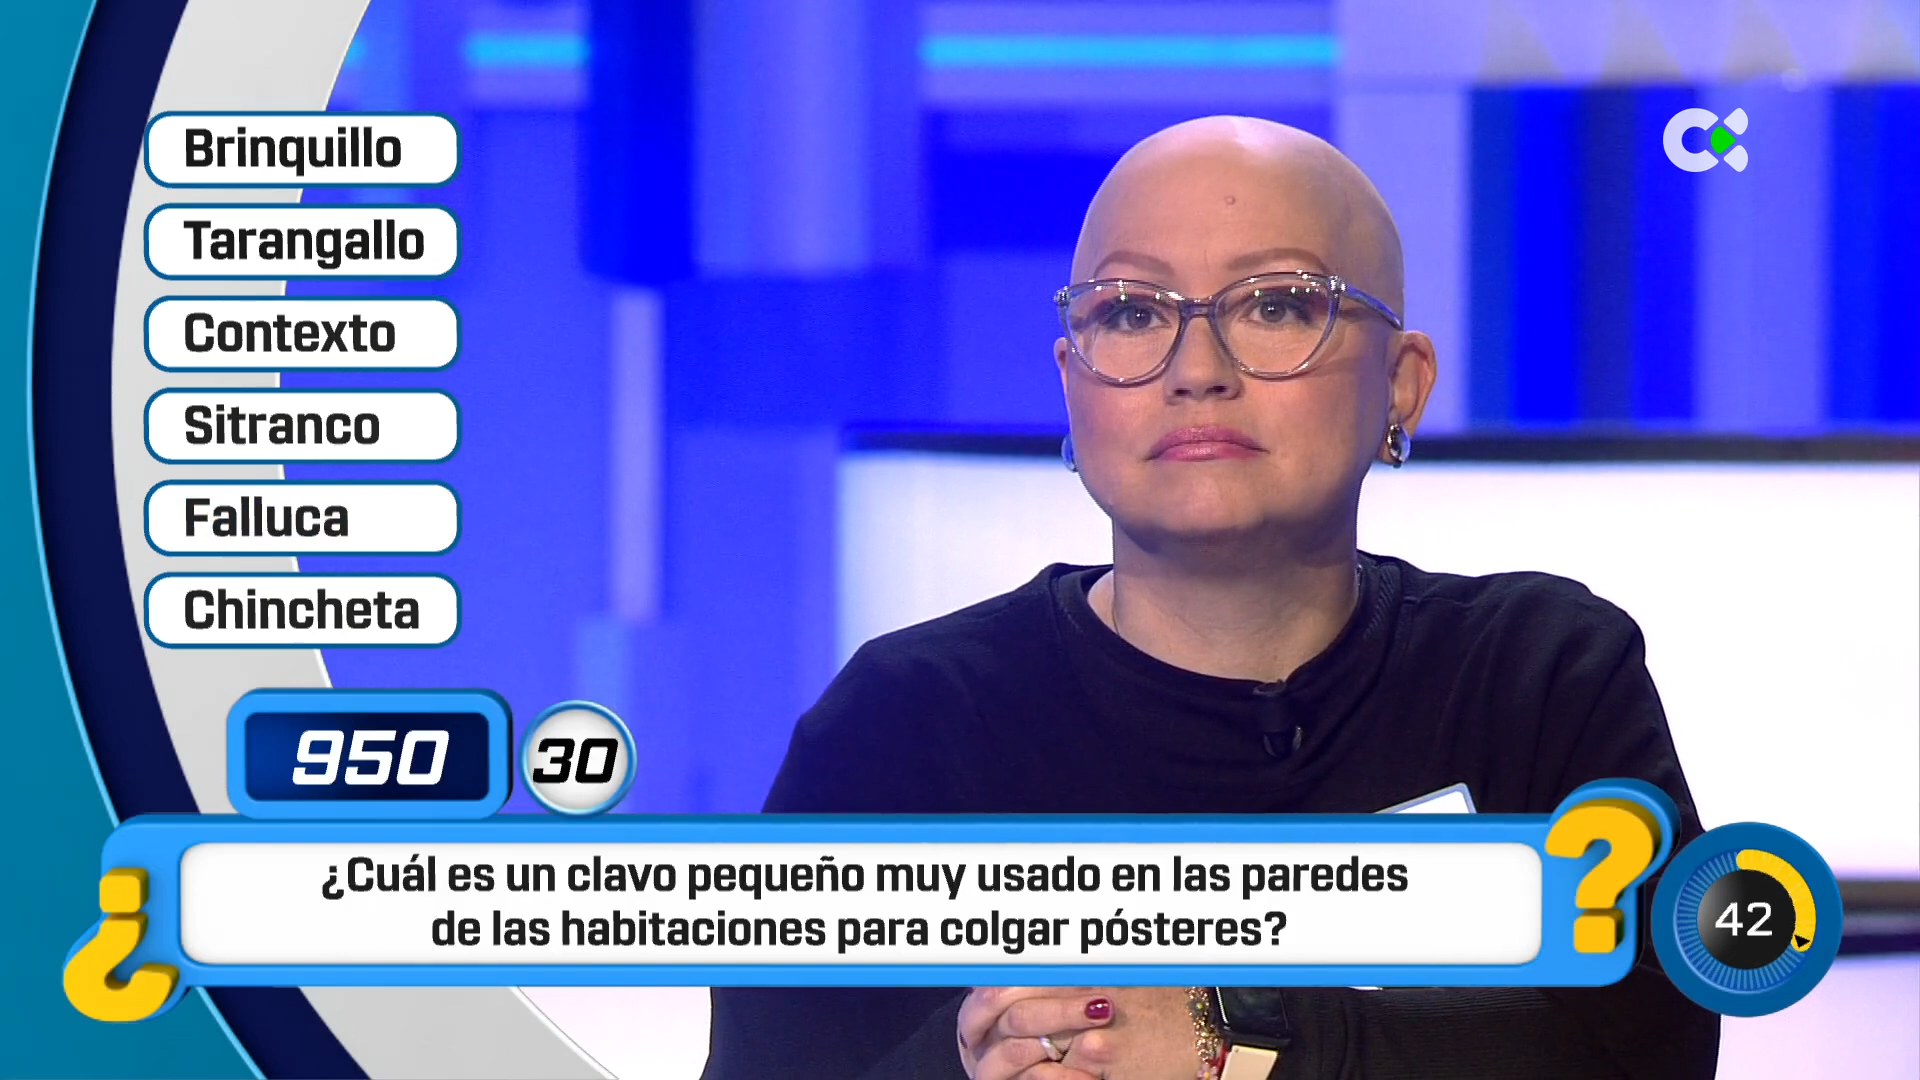 Brinquillo
Tarangallo
Contexto
Sitranco
Falluca
Chincheta
950
30
¿Cuál es un clavo pequeño muy usado en las paredes
de las habitaciones para colgar pósteres?
42